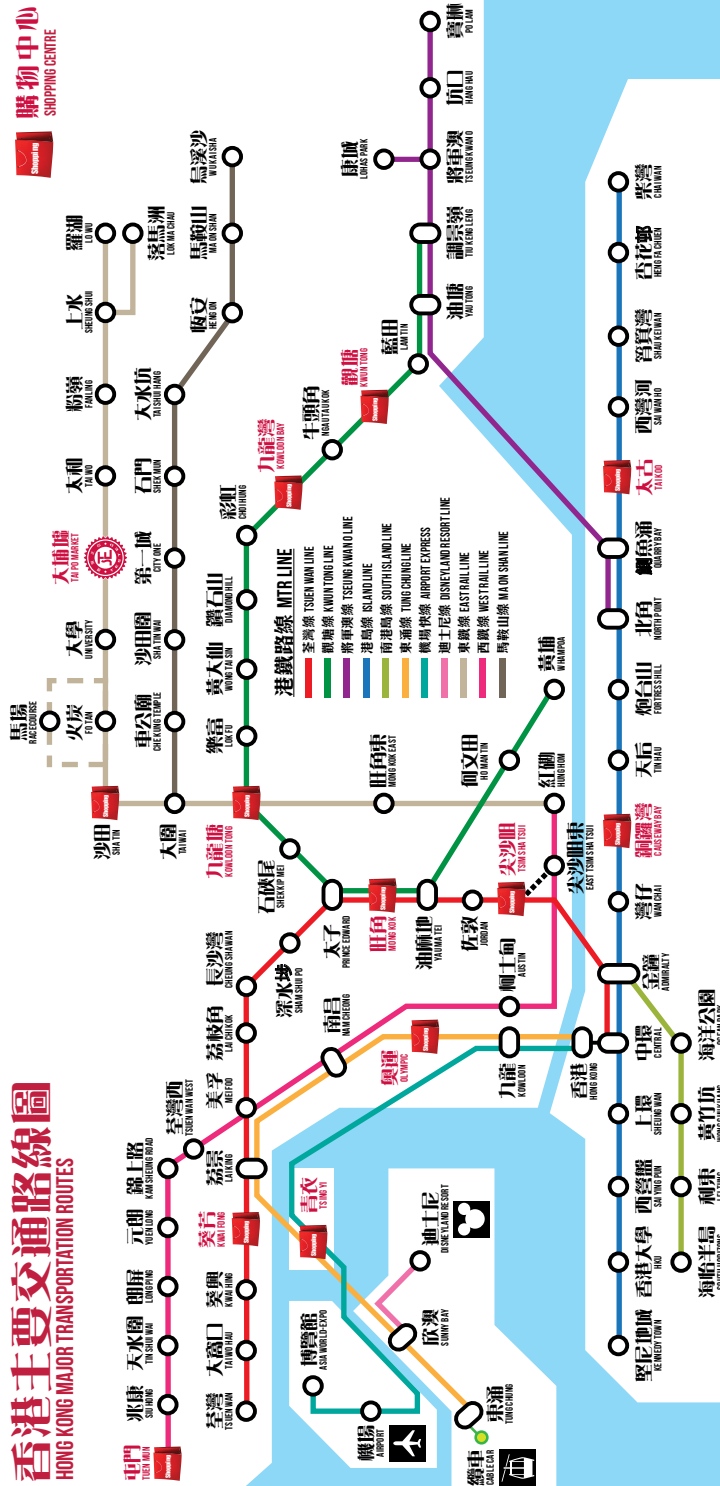 香港主要交通路線圖
HONG KONG MAJOR TRANSPORTATION ROUTES
購物中心
SHOPPING CENTRE
Shopping
馬場
RACECOURSE
火炭
FO TAN
大學
UNIVERSITY
大埔墟
TAI PO MARKET
太和
TAI WO
粉嶺
FANLING
上水
SHEUNG SHUI
羅湖
LO WU
落馬洲
LOK MA CHAU
沙田
SHA TIN
Shopping
大圍
TAI WAI
車公廟
CHE KUNG TEMPLE
沙田圍
SHA TIN WAI
第一城
CITY ONE
石門
SHEK MUN
大水坑
TAI SHUI HANG
恆安
HENG ON
馬鞍山
MA ON SHAN
烏溪沙
WU KAI SHA
屯門
TUEN MUN
Shopping
兆康
SIU HONG
天水圍
TIN SHUI WAI
朗屏
LONG PING
元朗
YUEN LONG
錦上路
KAM SHEUNG ROAD
荃灣西
TSUEN WAN WEST
荃灣
TSUEN WAN
大窩口
TAI WO HAU
葵興
KWAI HING
葵芳
KWAI FONG
Shopping
荔景
LAI KING
美孚
MEI FOO
荔枝角
LAI CHI KOK
長沙灣
CHEUNG SHA WAN
深水埗
SHAM SHUI PO
石硤尾
SHEK KIP MEI
九龍塘
KOWLOON TONG
Shopping
樂富
LOK FU
黃大仙
WONG TAI SIN
鑽石山
DIAMOND HILL
彩虹
CHOI HUNG
九龍灣
KOWLOON BAY
Shopping
牛頭角
NGAU TAU KOK
觀塘
KWUN TONG
Shopping
藍田
LAM TIN
油塘
YAU TONG
調景嶺
TIU KENG LENG
將軍澳
TSEUNG KWAN O
康城
LOHAS PARK
坑口
HANG HAU
寶琳
PO LAM
太子
PRINCE EDWARD
旺角
MONG KOK
Shopping
旺角東
MONG KOK EAST
油麻地
YAU MA TEI
何文田
HO MAN TIN
黃埔
WHAMPOA
佐敦
JORDAN
尖沙咀
TSIM SHA TSUI
Shopping
尖沙咀東
EAST TSIM SHA TSUI
紅磡
HUNG HOM
港鐵路線 MTR LINE
荃灣線 TSUEN WAN LINE
觀塘線 KWUN TONG LINE
將軍澳線 TSEUNG KWAN O LINE
港島線 ISLAND LINE
南港島線 SOUTH ISLAND LINE
東涌線 TUNG CHUNG LINE
機場快線 AIRPORT EXPRESS
迪士尼線 DISNEYLAND RESORT LINE
東鐵線 EAST RAIL LINE
西鐵線 WEST RAIL LINE
馬鞍山線 MA ON SHAN LINE
博覽館
ASIA WORLD-EXPO
機場
AIRPORT
青衣
TSING YI
Shopping
南昌
NAM CHEONG
奧運
OLYMPIC
Shopping
柯士甸
AUSTIN
九龍
KOWLOON
香港
HONG KONG
迪士尼
DISNEYLAND RESORT
欣澳
SUNNY BAY
東涌
TUNG CHUNG
纜車
CABLE CAR
堅尼地城
KENNEDY TOWN
香港大學
HKU
西營盤
SAI YING PUN
上環
SHEUNG WAN
中環
CENTRAL
金鐘
ADMIRALTY
灣仔
WAN CHAI
銅鑼灣
CAUSEWAY BAY
Shopping
天后
TIN HAU
炮台山
FORTRESS HILL
北角
NORTH POINT
鰂魚涌
QUARRY BAY
太古
TAI KOO
Shopping
西灣河
SAI WAN HO
筲箕灣
SHAU KEI WAN
杏花邨
HENG FA CHUEN
柴灣
CHAI WAN
海怡半島
利東
黃竹坑
海洋公園